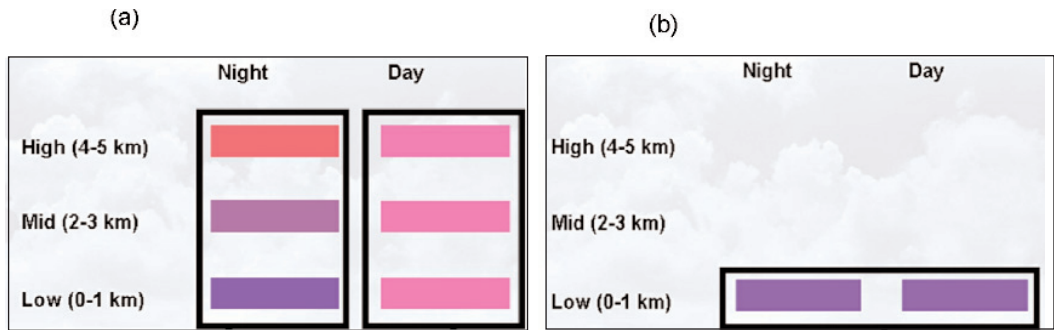 (a)
Night Day
High (4-5 km)
Mid (2-3 km)
Low (0-1 km)
(b)
Night Day
High (4-5 km)
Mid (2-3 km)
Low (0-1 km)